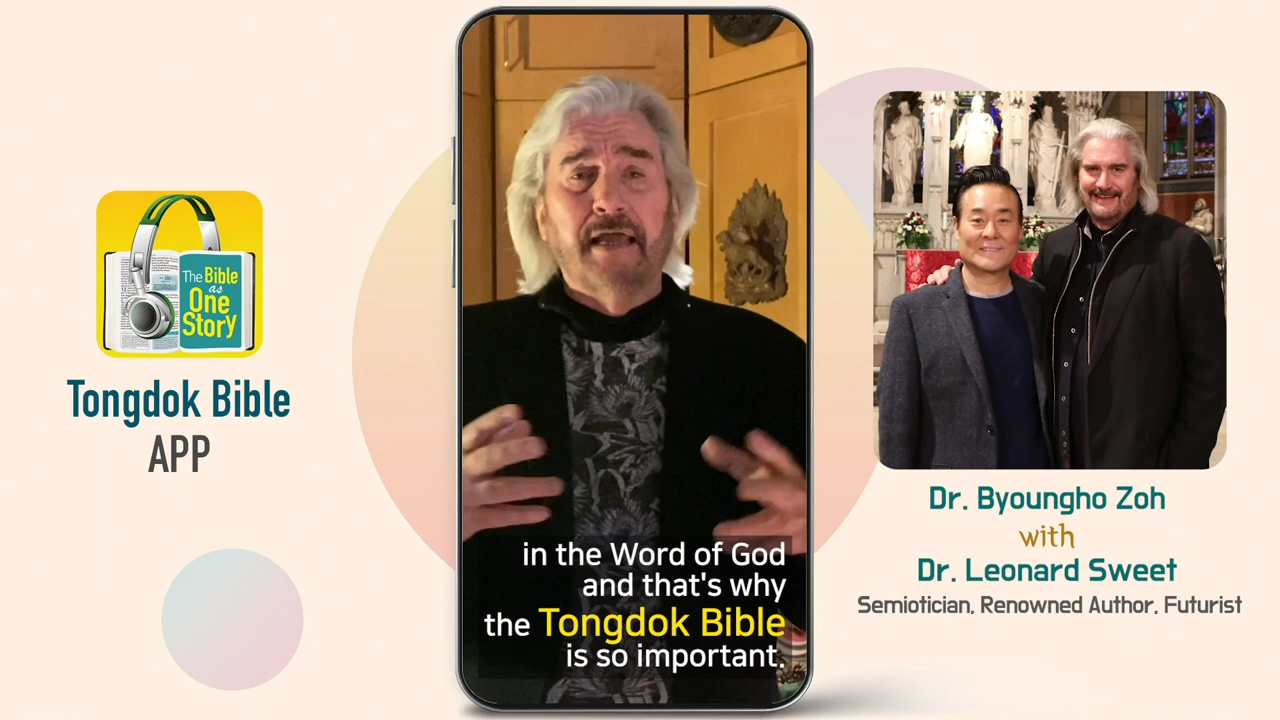 The Bible
as
One
Story
Tongdok Bible
APP
in the Word of God
and that's why
the Tongdok Bible
is so important.
Dr. Byoungho Zoh
with
Dr. Leonard Sweet
Semiotician, Renowned Author, Futurist